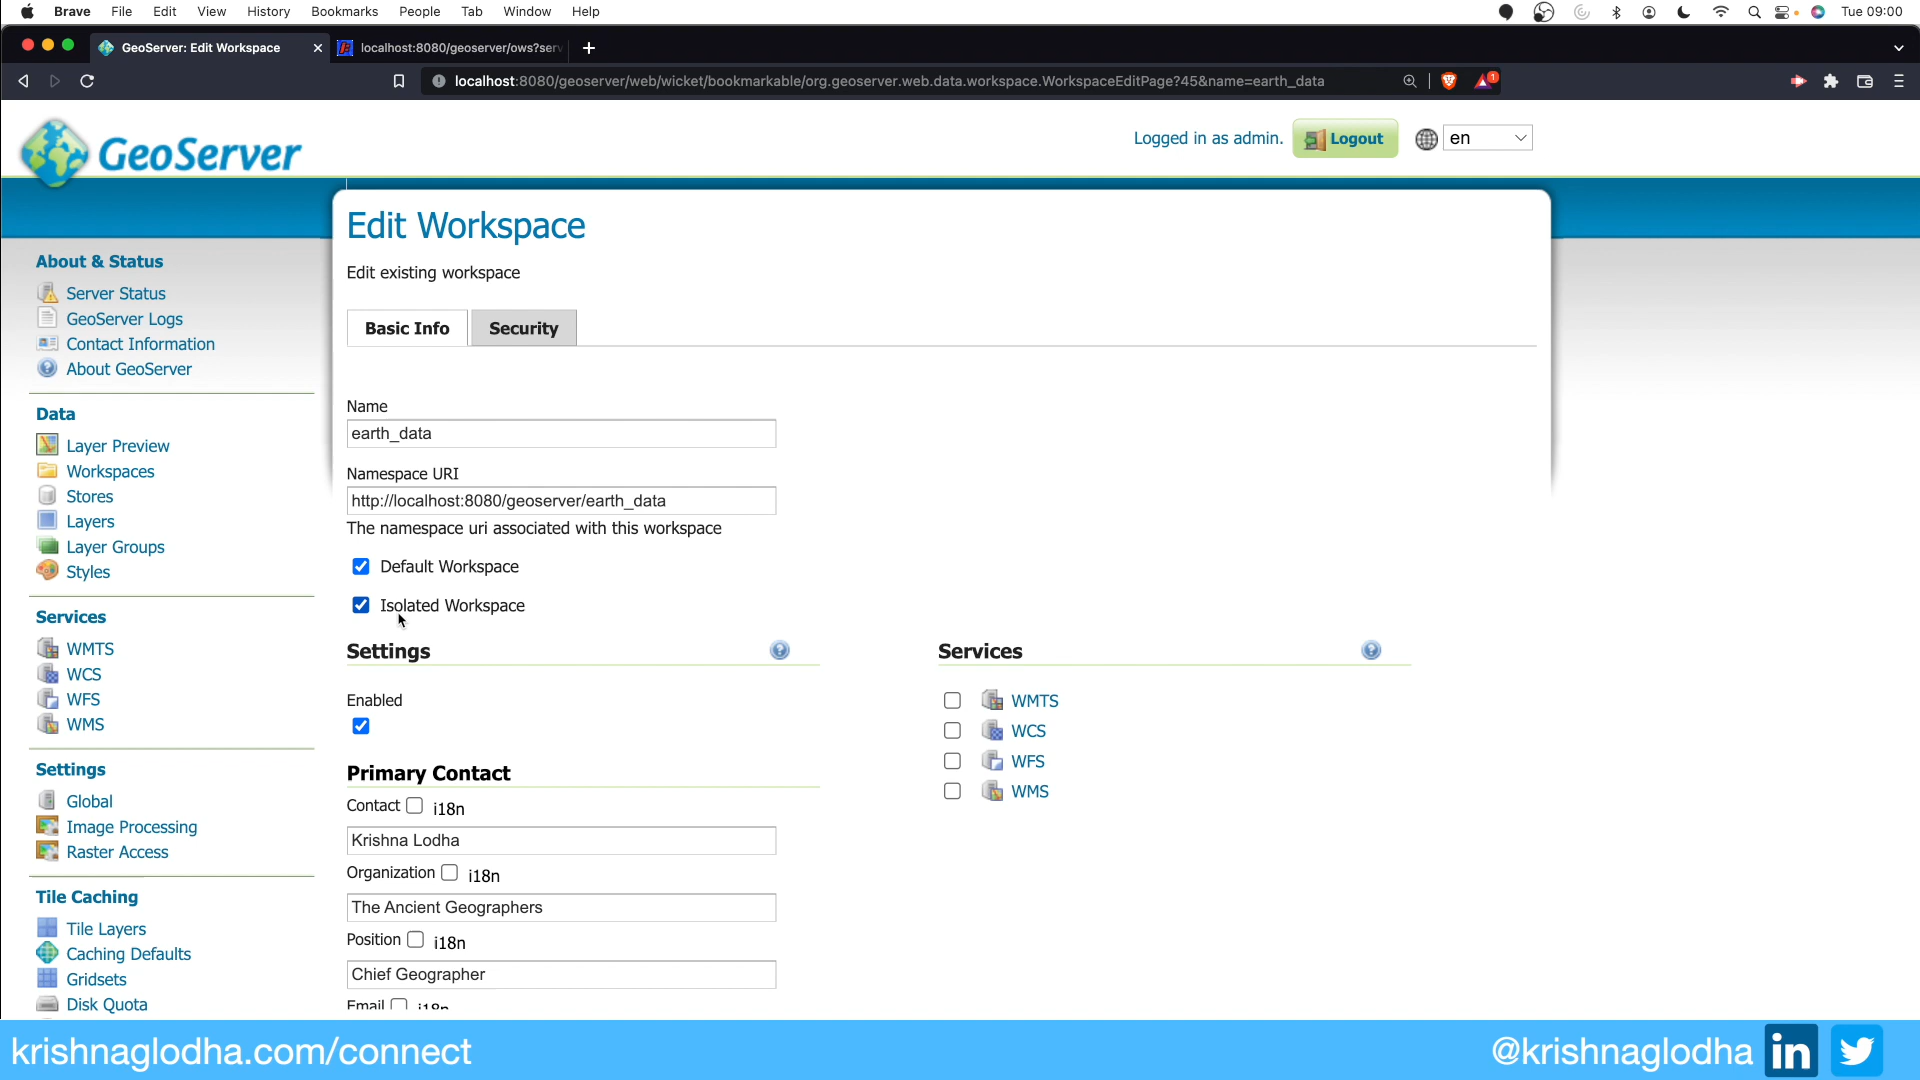 Brave File Edit View History Bookmarks People Tab Window Help Tue 09:00
GeoServer: Edit Workspace localhost:8080/geoserver/ows?serv
localhost:8080/geoserver/web/wicket/bookmarkable/org.geoserver.web.data.workspace.WorkspaceEditPage?45&name=earth_data 1
GeoServer
Logged in as admin. Logout en
Edit Workspace
Edit existing workspace
Basic Info Security
Name
earth_data
Namespace URI
http://localhost:8080/geoserver/earth_data
The namespace uri associated with this workspace
Default Workspace
Isolated Workspace
Settings
Enabled
Primary Contact
Contact i18n
Krishna Lodha
Organization i18n
The Ancient Geographers
Position i18n
Chief Geographer
Email i18n
Services
WMTS
WCS
WFS
WMS
About & Status
Server Status
GeoServer Logs
Contact Information
About GeoServer
Data
Layer Preview
Workspaces
Stores
Layers
Layer Groups
Styles
Services
WMTS
WCS
WFS
WMS
Settings
Global
Image Processing
Raster Access
Tile Caching
Tile Layers
Caching Defaults
Gridsets
Disk Quota
krishnaglodha.com/connect
@krishnaglodha in